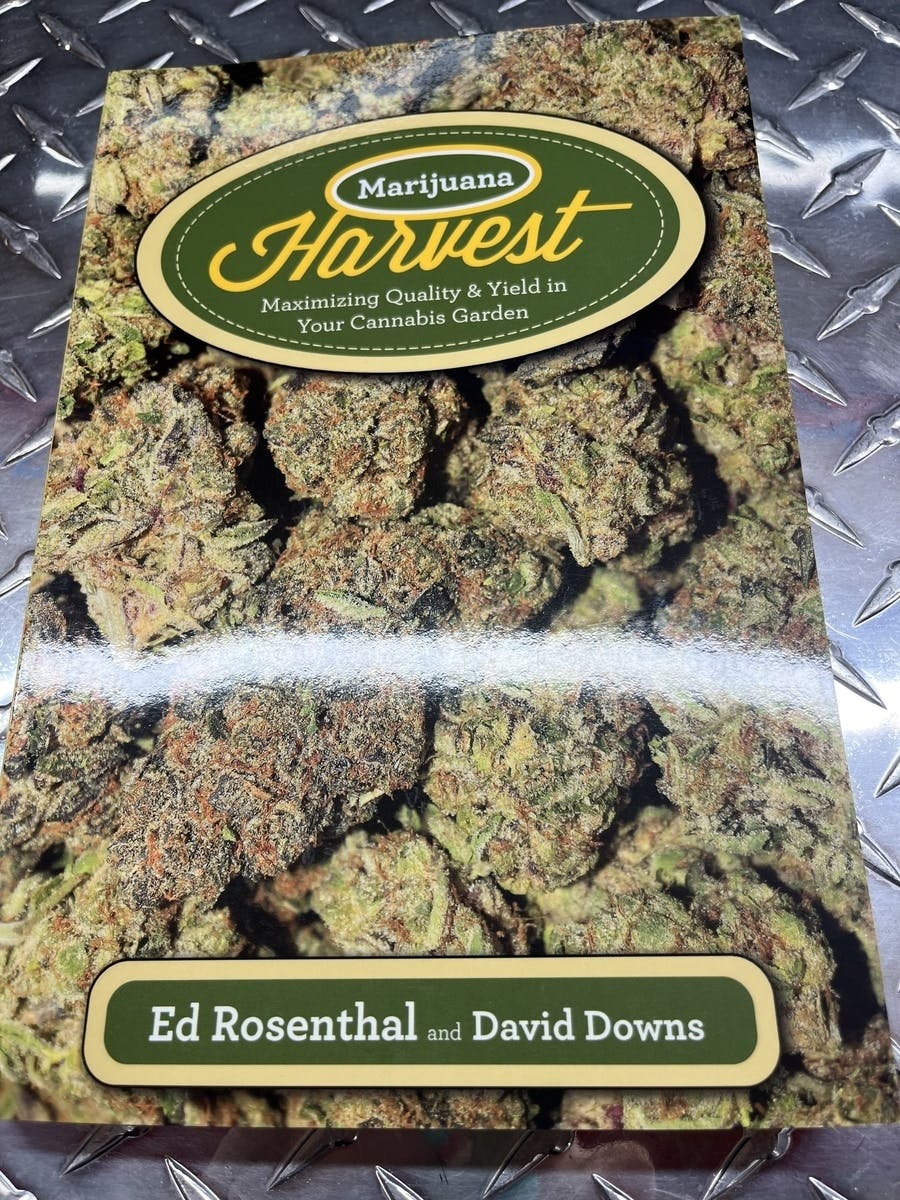 Marijuana
Harvest
Maximizing Quality & Yield in
Your Cannabis Garden
Ed Rosenthal and David Downs